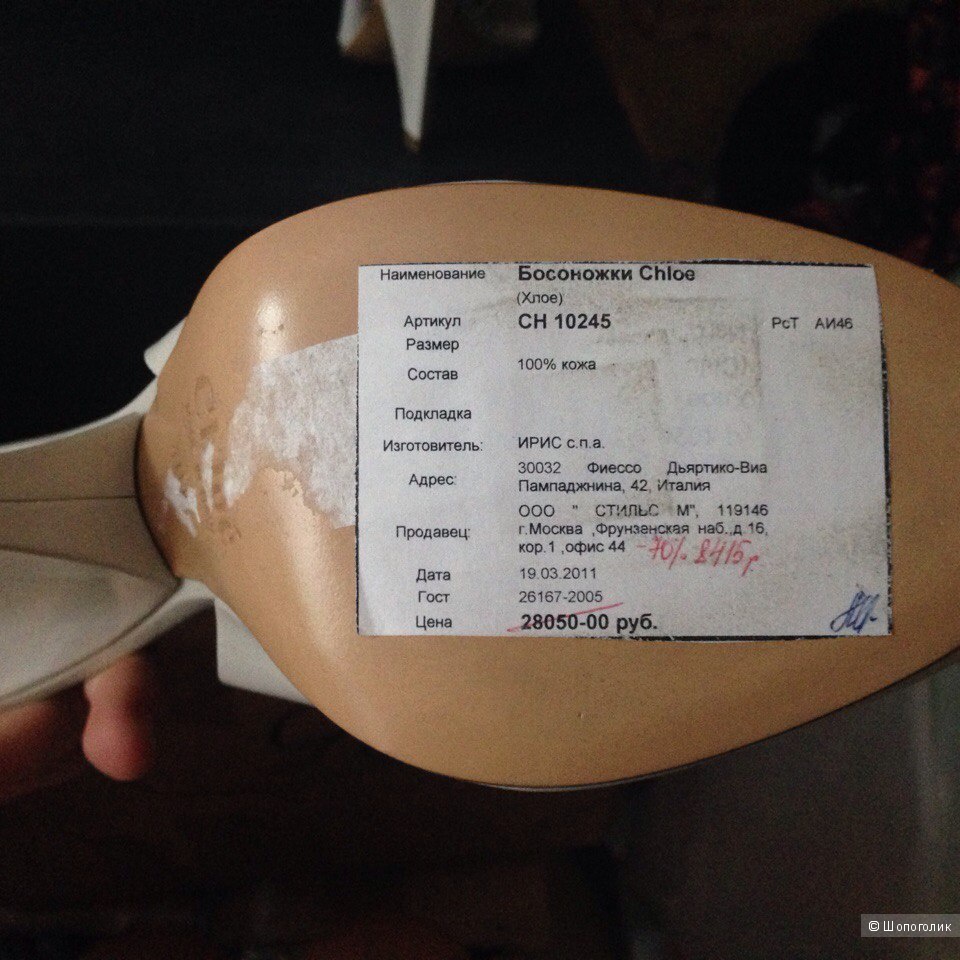 Наименование Босоножки Chloe
(Хлое)
Артикул CH 10245 РсТ АИ46
Размер
Состав 100% кожа
Подкладка
Изготовитель: ИРИС с.п.а.
Адрес: 30032 Фиессо Дьяртико-Виа
Пампаджнина, 42, Италия
Продавец: ООО " СТИЛЬС М", 119146
г.Москва ,Фрунзенская наб.,д.16,
кор.1 ,офис 44 -70% 8415 г
Дата 19.03.2011
Гост 26167-2005
Цена 28050-00 руб.
© Шопоголик